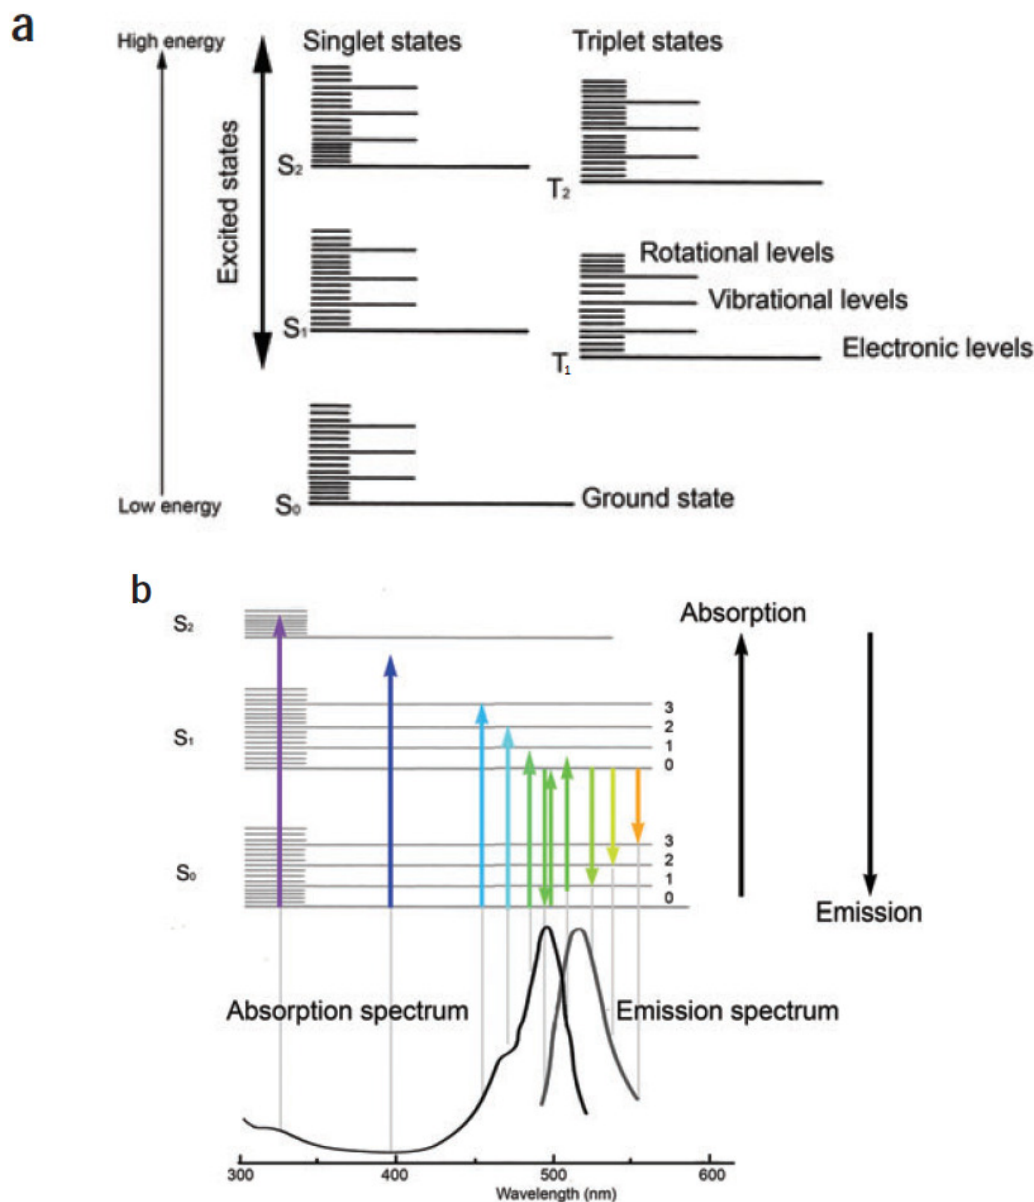 a
High energy
Singlet states
Triplet states
Excited states
S₂
T₂
Rotational levels
Vibrational levels
S₁
Electronic levels
T₁
S₀
Ground state
Low energy
b
S₂
Absorption
3
S₁
2
1
0
3
S₀
2
1
0
Emission
Absorption spectrum
Emission spectrum
300
400
500
600
Wavelength (nm)